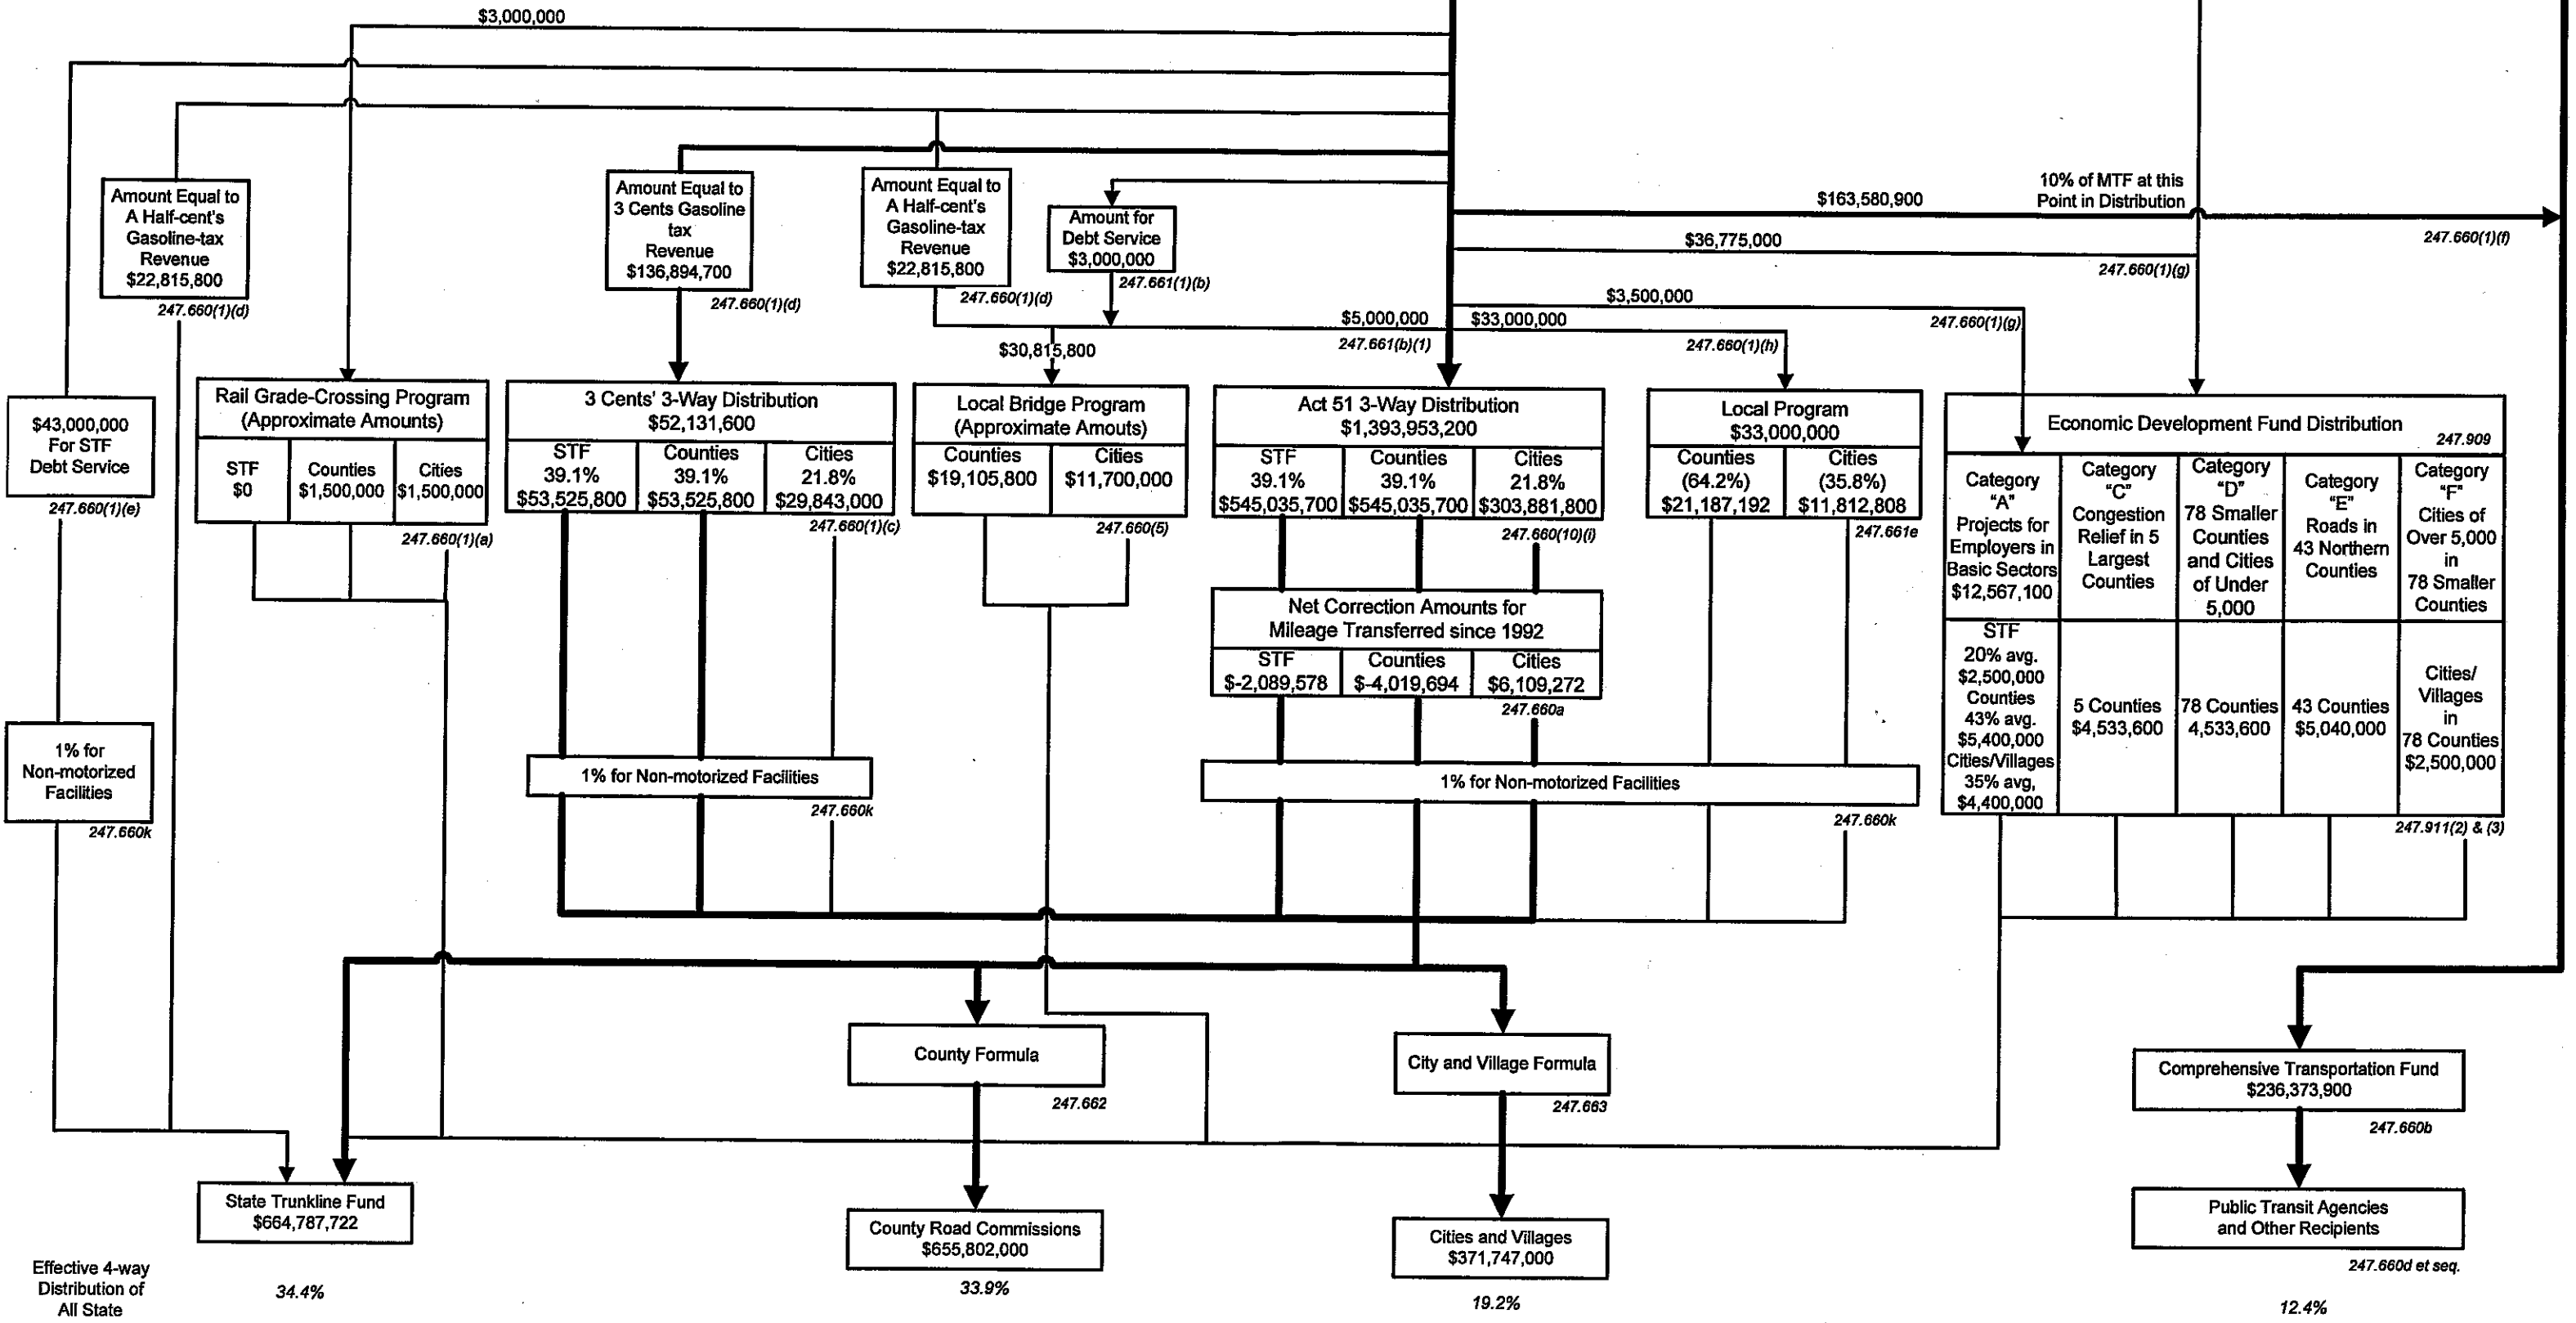 $3,000,000
Amount Equal to
A Half-cent's
Gasoline-tax
Revenue
$22,815,800
247.660(1)(d)
Amount Equal to
3 Cents Gasoline
tax
Revenue
$136,894,700
247.660(1)(d)
Amount Equal to
A Half-cent's
Gasoline-tax
Revenue
$22,815,800
247.660(1)(d)
Amount for
Debt Service
$3,000,000
247.661(1)(b)
$163,580,900
10% of MTF at this
Point in Distribution
247.660(1)(f)
$36,775,000
247.660(1)(g)
$3,500,000
247.660(1)(g)
$5,000,000
247.661(b)(1)
$33,000,000
247.660(1)(h)
$30,815,800
$43,000,000
For STF
Debt Service
247.660(1)(e)
Rail Grade-Crossing Program
(Approximate Amounts)
STF
$0
Counties
$1,500,000
Cities
$1,500,000
247.660(1)(a)
3 Cents' 3-Way Distribution
$52,131,600
STF
39.1%
$53,525,800
Counties
39.1%
$53,525,800
Cities
21.8%
$29,843,000
247.660(1)(c)
Local Bridge Program
(Approximate Amouts)
Counties
$19,105,800
Cities
$11,700,000
247.660(5)
Act 51 3-Way Distribution
$1,393,953,200
STF
39.1%
$545,035,700
Counties
39.1%
$545,035,700
Cities
21.8%
$303,881,800
247.660(10)(i)
Local Program
$33,000,000
Counties
(64.2%)
$21,187,192
Cities
(35.8%)
$11,812,808
247.661e
Economic Development Fund Distribution
247.909
Category
"A"
Projects for
Employers in
Basic Sectors
$12,567,100
Category
"C"
Congestion
Relief in 5
Largest
Counties
Category
"D"
78 Smaller
Counties
and Cities
of Under
5,000
Category
"E"
Roads in
43 Northern
Counties
Category
"F"
Cities of
Over 5,000
in
78 Smaller
Counties
STF
20% avg.
$2,500,000
Counties
43% avg.
$5,400,000
Cities/Villages
35% avg,
$4,400,000
5 Counties
$4,533,600
78 Counties
4,533,600
43 Counties
$5,040,000
Cities/
Villages
in
78 Counties
$2,500,000
247.911(2) & (3)
Net Correction Amounts for
Mileage Transferred since 1992
STF
$-2,089,578
Counties
$-4,019,694
Cities
$6,109,272
247.660a
1% for
Non-motorized
Facilities
247.660k
1% for Non-motorized Facilities
247.660k
1% for Non-motorized Facilities
247.660k
County Formula
247.662
City and Village Formula
247.663
Comprehensive Transportation Fund
$236,373,900
247.660b
State Trunkline Fund
$664,787,722
County Road Commissions
$655,802,000
Cities and Villages
$371,747,000
Public Transit Agencies
and Other Recipients
247.660d et seq.
Effective 4-way
Distribution of
All State
34.4%
33.9%
19.2%
12.4%